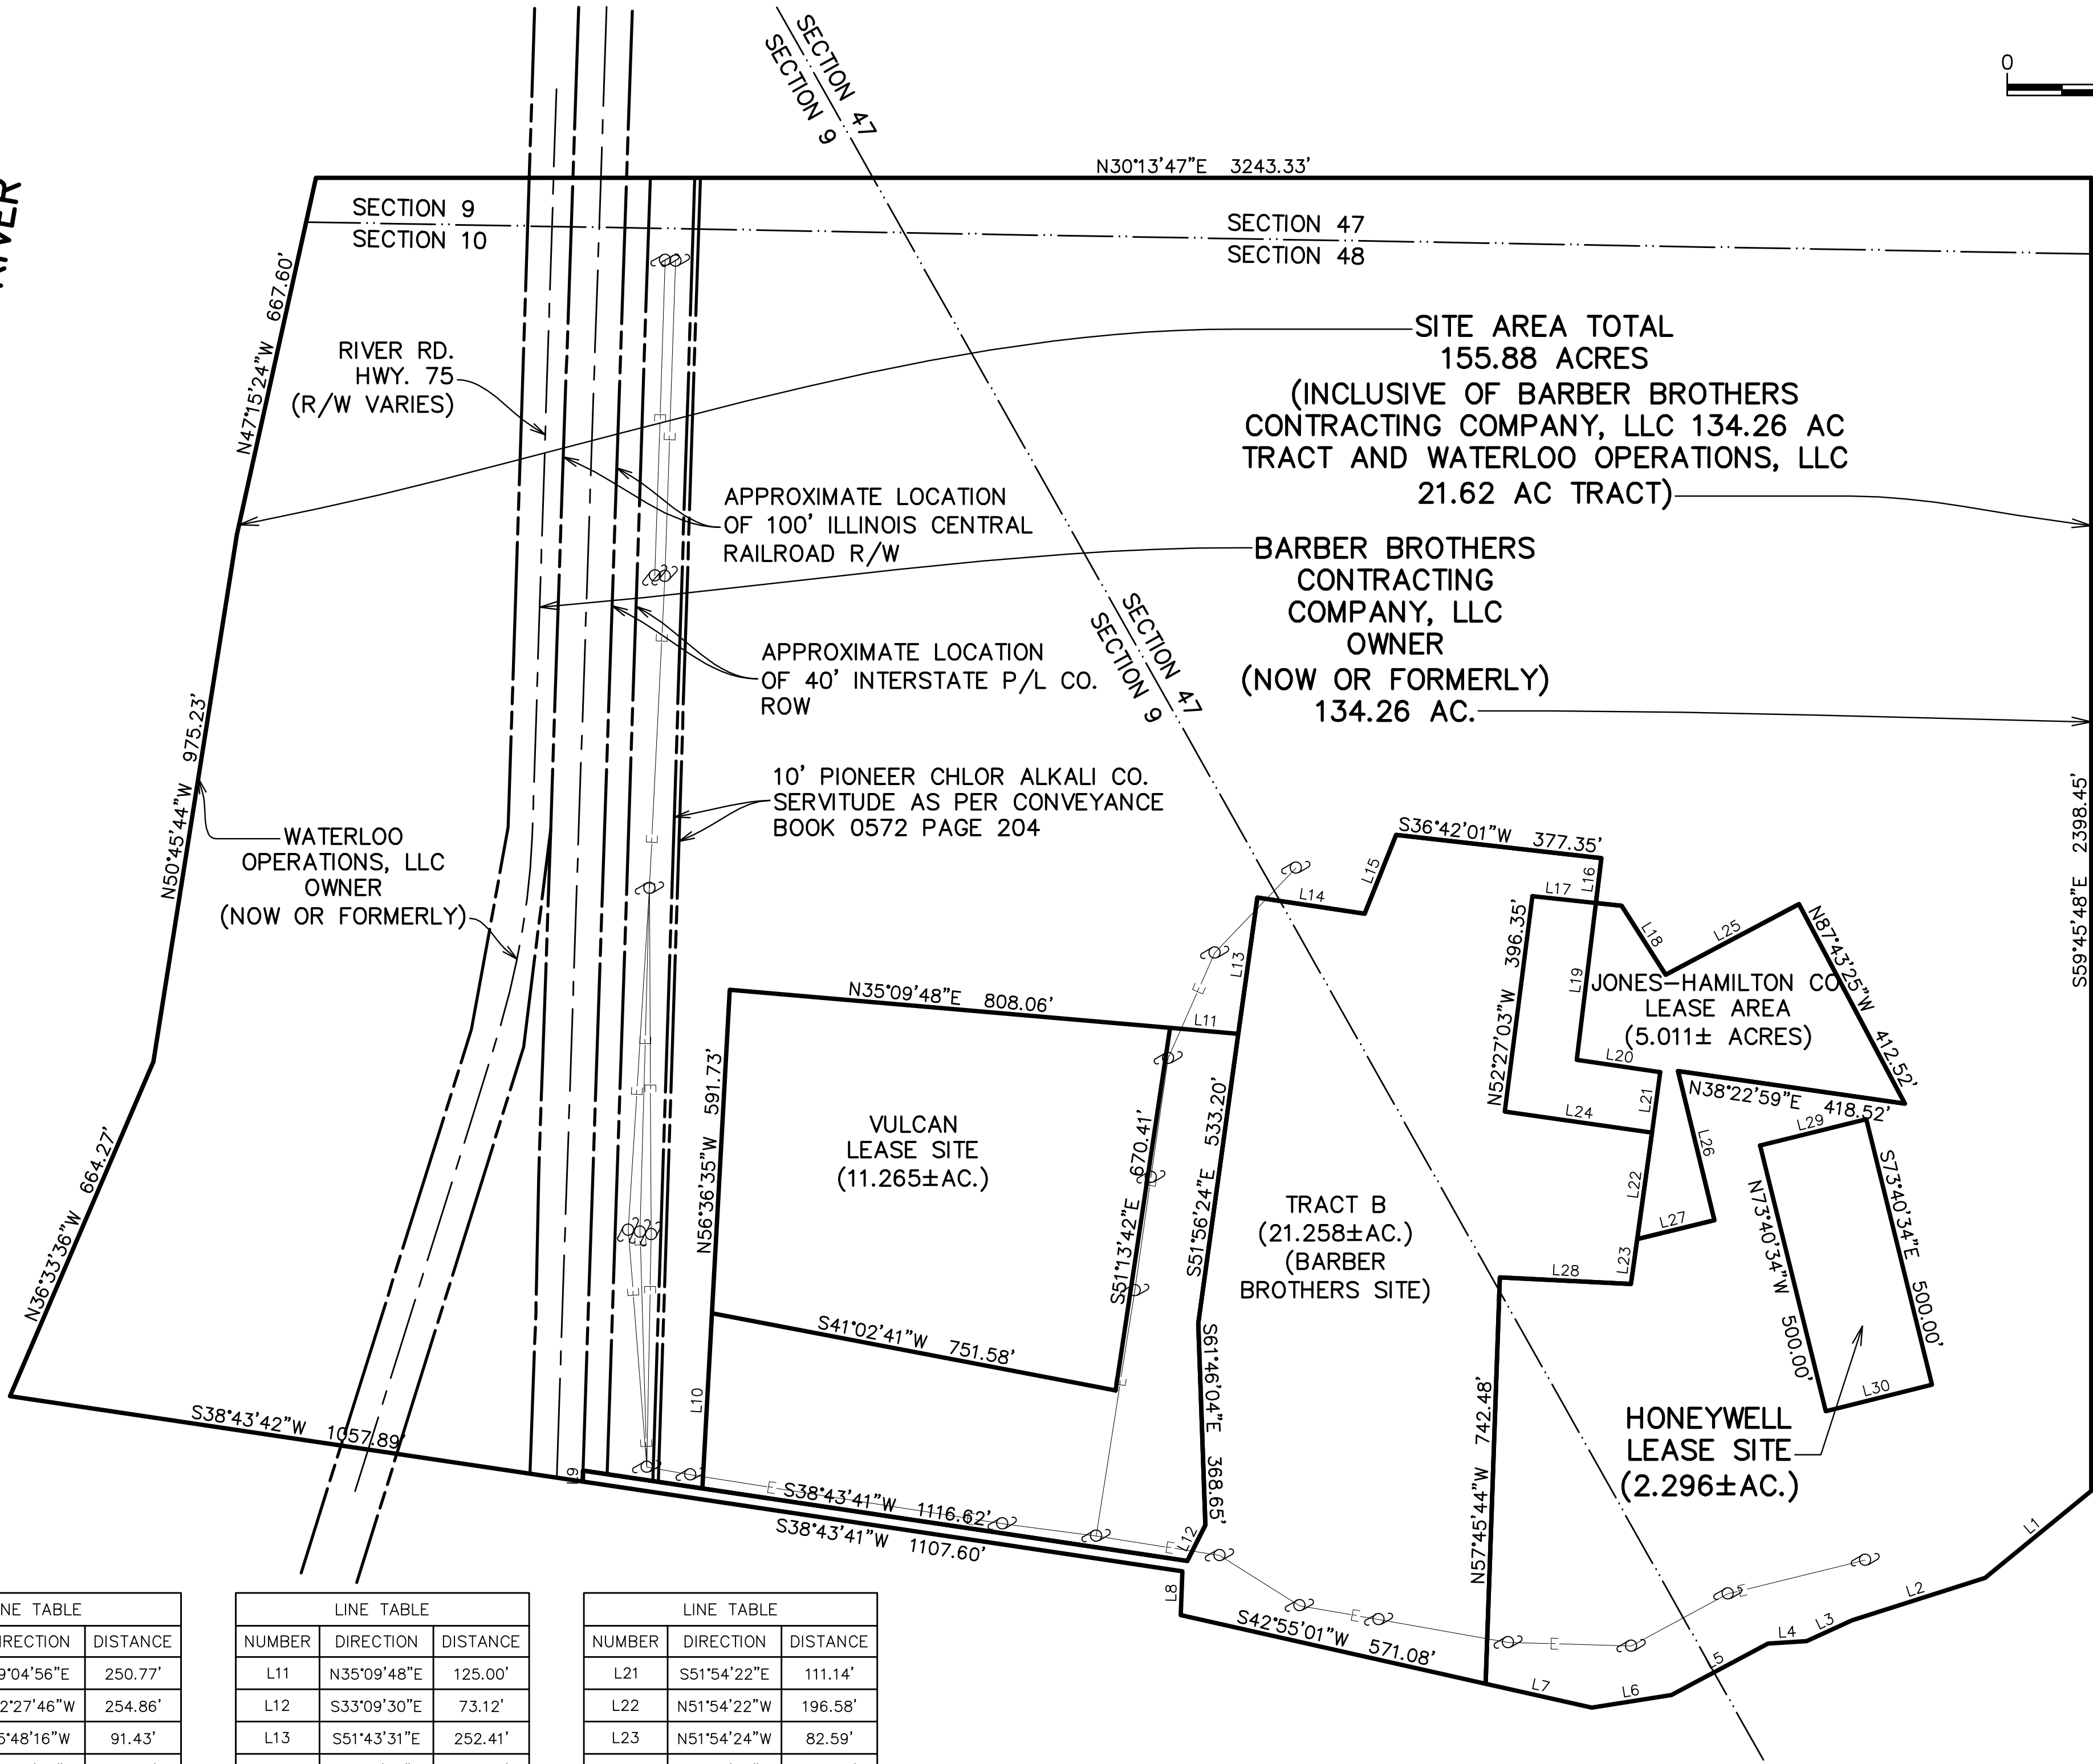 SECTION 47
SECTION 9
0
RIVER
N30°13'47"E 3243.33'
SECTION 9
SECTION 10
SECTION 47
SECTION 48
N47°15'24"W 667.60'
RIVER RD.
HWY. 75
(R/W VARIES)
SITE AREA TOTAL
155.88 ACRES
(INCLUSIVE OF BARBER BROTHERS
CONTRACTING COMPANY, LLC 134.26 AC
TRACT AND WATERLOO OPERATIONS, LLC
21.62 AC TRACT)
APPROXIMATE LOCATION
OF 100' ILLINOIS CENTRAL
RAILROAD R/W
BARBER BROTHERS
CONTRACTING
COMPANY, LLC
OWNER
(NOW OR FORMERLY)
134.26 AC.
SECTION 47
SECTION 9
APPROXIMATE LOCATION
OF 40' INTERSTATE P/L CO.
ROW
N50°45'44"W 975.23'
10' PIONEER CHLOR ALKALI CO.
SERVITUDE AS PER CONVEYANCE
BOOK 0572 PAGE 204
WATERLOO
OPERATIONS, LLC
OWNER
(NOW OR FORMERLY)
S59°45'48"E 2398.45'
S36°42'01"W 377.35'
L15
L16
L14
L17
L13
L18
L25
N87°43'25"W 412.52'
N52°27'03"W 396.35'
L19
JONES-HAMILTON CO
LEASE AREA
(5.011± ACRES)
N35°09'48"E 808.06'
L11
L20
N56°36'35"W 591.73'
VULCAN
LEASE SITE
(11.265±AC.)
S51°13'42"E 670.41'
S51°56'24"E 533.20'
L24
L21
N38°22'59"E 418.52'
L29
L26
L22
L27
L23
S73°40'34"E 500.00'
N73°40'34"W 500.00'
N36°33'36"W 664.27'
TRACT B
(21.258±AC.)
(BARBER
BROTHERS SITE)
L28
S41°02'41"W 751.58'
S61°46'04"E 368.65'
L10
L30
N57°45'44"W 742.48'
HONEYWELL
LEASE SITE
(2.296±AC.)
S38°43'42"W 1057.89'
L9
S38°43'41"W 1116.62'
S38°43'41"W 1107.60'
L12
L8
L1
L2
L3
L4
L5
L6
L7
S42°55'01"W 571.08'
NE TABLE
IRECTION DISTANCE
9°04'56"E 250.77'
2°27'46"W 254.86'
5°48'16"W 91.43'
LINE TABLE
NUMBER DIRECTION DISTANCE
L11 N35°09'48"E 125.00'
L12 S33°09'30"E 73.12'
L13 S51°43'31"E 252.41'
LINE TABLE
NUMBER DIRECTION DISTANCE
L21 S51°54'22"E 111.14'
L22 N51°54'22"W 196.58'
L23 N51°54'24"W 82.59'